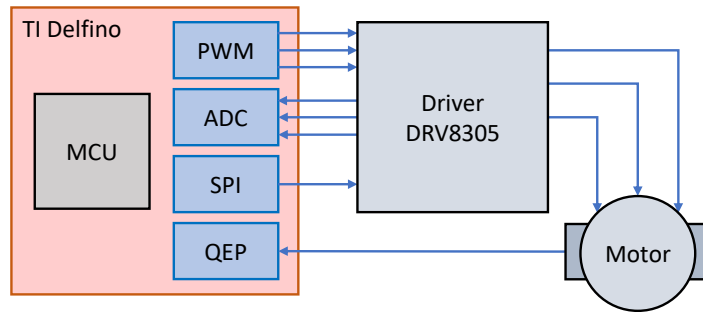 TI Delfino
PWM
ADC
MCU
SPI
QEP
Driver
DRV8305
Motor